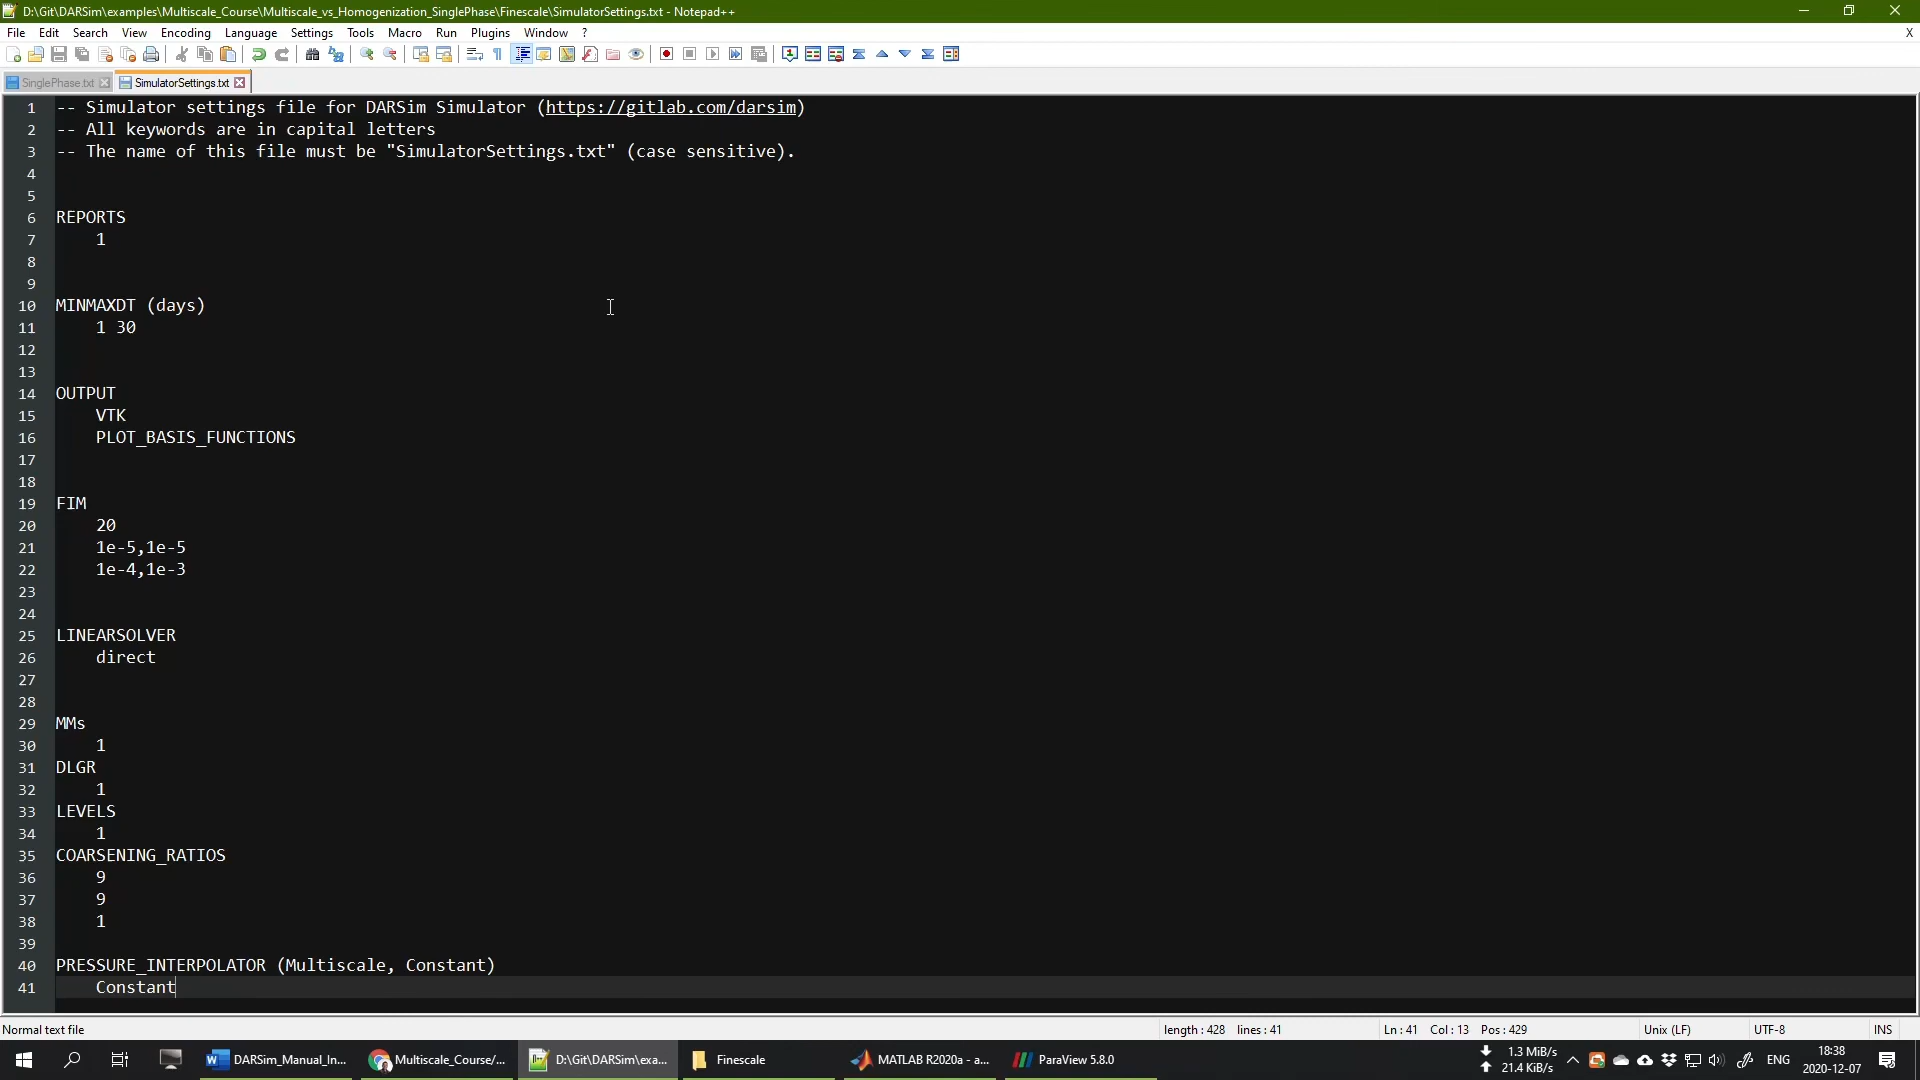 D:\Git\DARSim\examples\Multiscale_Course\Multiscale_vs_Homogenization_SinglePhase\Finescale\SimulatorSettings.txt - Notepad++
File Edit Search View Encoding Language Settings Tools Macro Run Plugins Window ? X
SinglePhase.txt SimulatorSettings.txt
1 -- Simulator settings file for DARSim Simulator (https://gitlab.com/darsim)
2 -- All keywords are in capital letters
3 -- The name of this file must be "SimulatorSettings.txt" (case sensitive).
4
5
6 REPORTS
7 1
8
9
10 MINMAXDT (days)
11 1 30
12
13
14 OUTPUT
15 VTK
16 PLOT_BASIS_FUNCTIONS
17
18
19 FIM
20 20
21 1e-5,1e-5
22 1e-4,1e-3
23
24
25 LINEARSOLVER
26 direct
27
28
29 MMs
30 1
31 DLGR
32 1
33 LEVELS
34 1
35 COARSENING_RATIOS
36 9
37 9
38 1
39
40 PRESSURE_INTERPOLATOR (Multiscale, Constant)
41 Constant
Normal text file length : 428 lines : 41 Ln : 41 Col : 13 Pos : 429 Unix (LF) UTF-8 INS
DARSim_Manual_In... Multiscale_Course/... D:\Git\DARSim\exa... Finescale MATLAB R2020a - a... ParaView 5.8.0 1.3 MiB/s ENG 18:38
21.4 KiB/s 2020-12-07